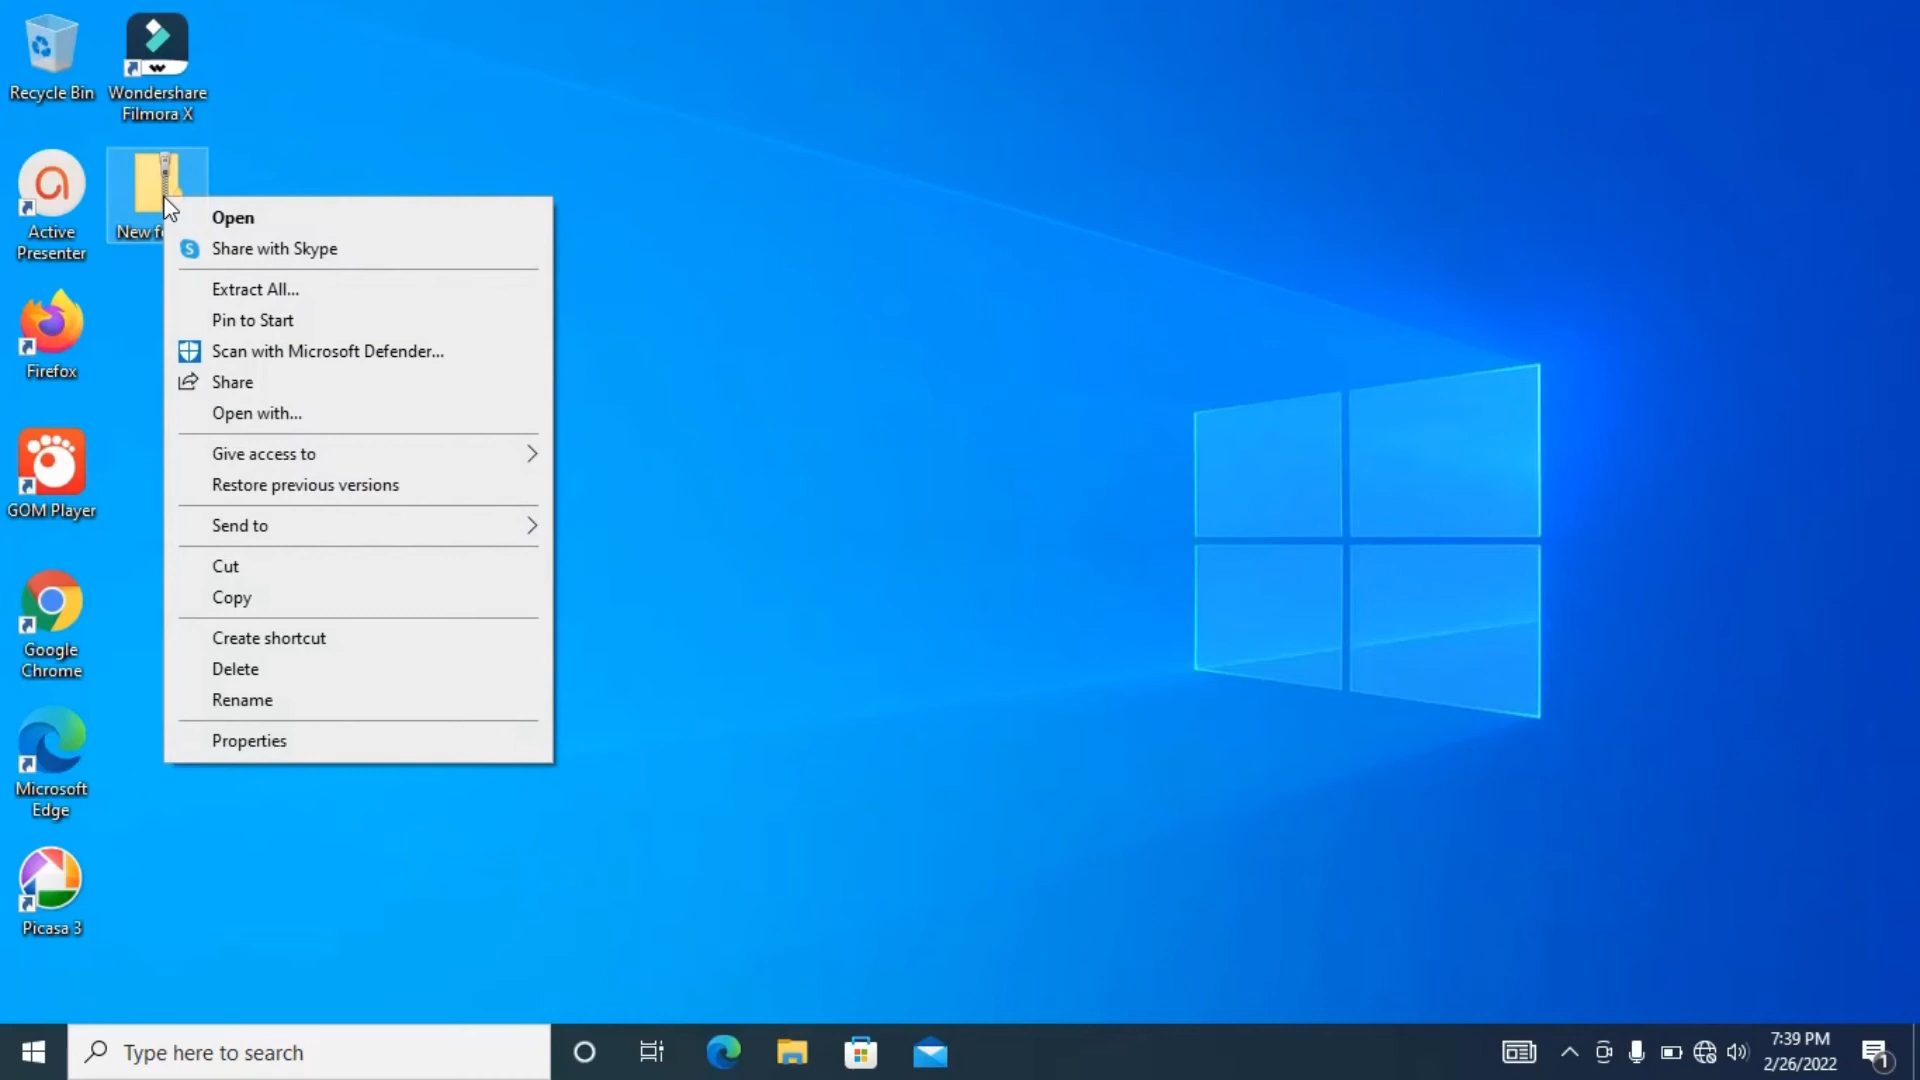 Recycle Bin
Wondershare
Filmora X
Active
Presenter
New
Firefox
GOM Player
Google
Chrome
Microsoft
Edge
Picasa 3
Open
Share with Skype
Extract All...
Pin to Start
Scan with Microsoft Defender...
Share
Open with...
Give access to
Restore previous versions
Send to
Cut
Copy
Create shortcut
Delete
Rename
Properties
Type here to search
7:39 PM
2/26/2022
1